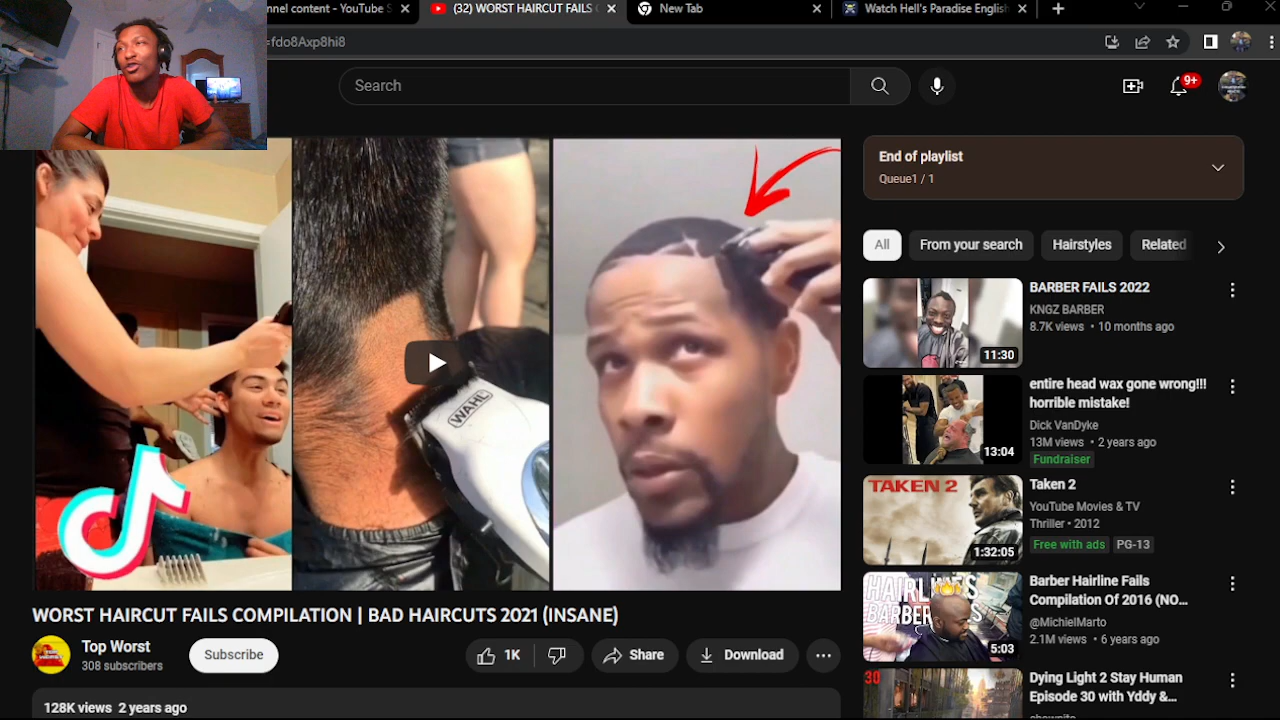 nnel content - YouTube S
(32) WORST HAIRCUT FAILS C
New Tab
Watch Hell's Paradise English
=fdo8Axp8hi8
Search
9+
End of playlist
Queue1 / 1
All
From your search
Hairstyles
Related
WAHL
BARBER FAILS 2022
KNGZ BARBER
8.7K views • 10 months ago
11:30
entire head wax gone wrong!!!
horrible mistake!
Dick VanDyke
13M views • 2 years ago
Fundraiser
13:04
TAKEN 2
Taken 2
YouTube Movies & TV
Thriller • 2012
Free with ads PG-13
1:32:05
HAIRLINES
BARBER
Barber Hairline Fails
Compilation Of 2016 (NO...
@MichielMarto
2.1M views • 6 years ago
5:03
30
Dying Light 2 Stay Human
Episode 30 with Yddy &...
WORST HAIRCUT FAILS COMPILATION | BAD HAIRCUTS 2021 (INSANE)
Top Worst
308 subscribers
Subscribe
1K
Share
Download
128K views 2 years ago